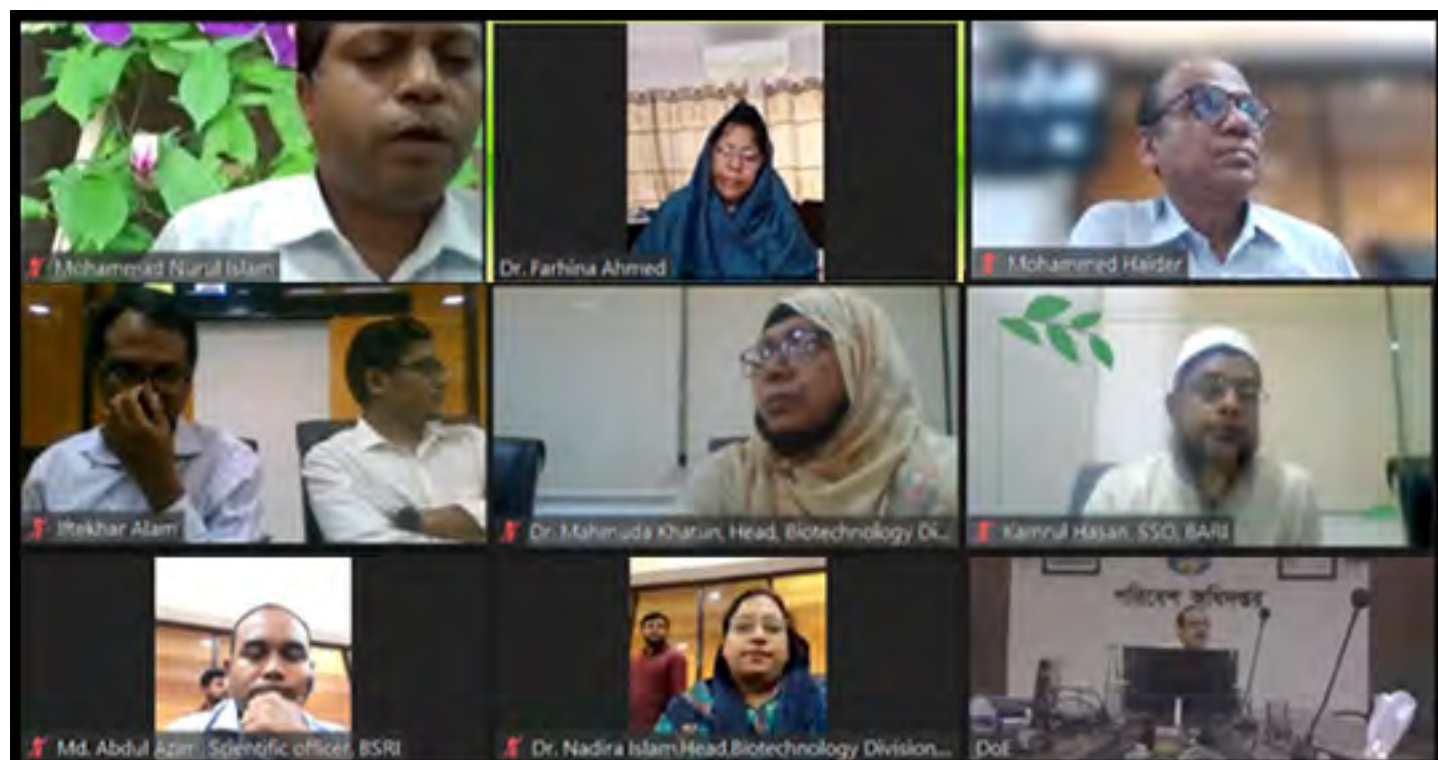 Mohammad Nurul Islam
Dr. Farhina Ahmed
Mohammed Haider
Iftekhar Alam
Dr. Mahmuda Khatun, Head, Biotechnology Di...
Kamrul Hasan, SSO, BARI
Md. Abdul Azim, Scientific officer, BSRI
Dr. Nadira Islam,Head,Biotechnology Division...
পরিবেশ অধিদপ্তর
DoE